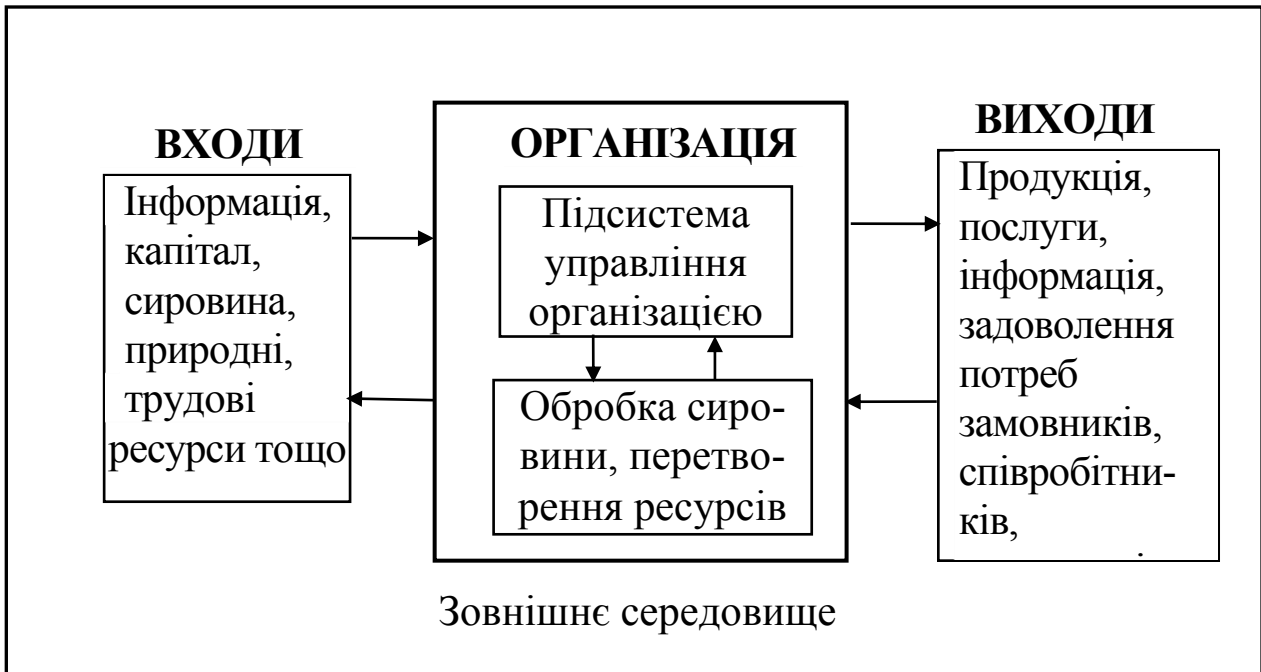 ВХОДИ
Інформація,
капітал,
сировина,
природні,
трудові
ресурси тощо
ОРГАНІЗАЦІЯ
Підсистема
управління
організацією
Обробка сиро-
вини, перетво-
рення ресурсів
ВИХОДИ
Продукція,
послуги,
інформація,
задоволення
потреб
замовників,
співробітни-
ків,
Зовнішнє середовище